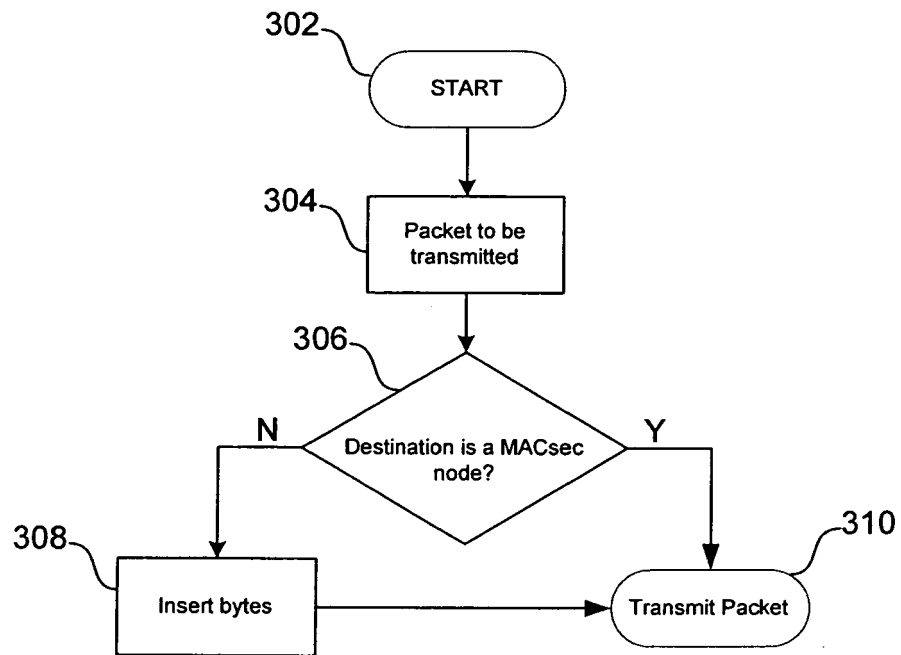 302
START
304
Packet to be
transmitted
306
N
Y
Destination is a MACsec
node?
308
310
Insert bytes
Transmit Packet